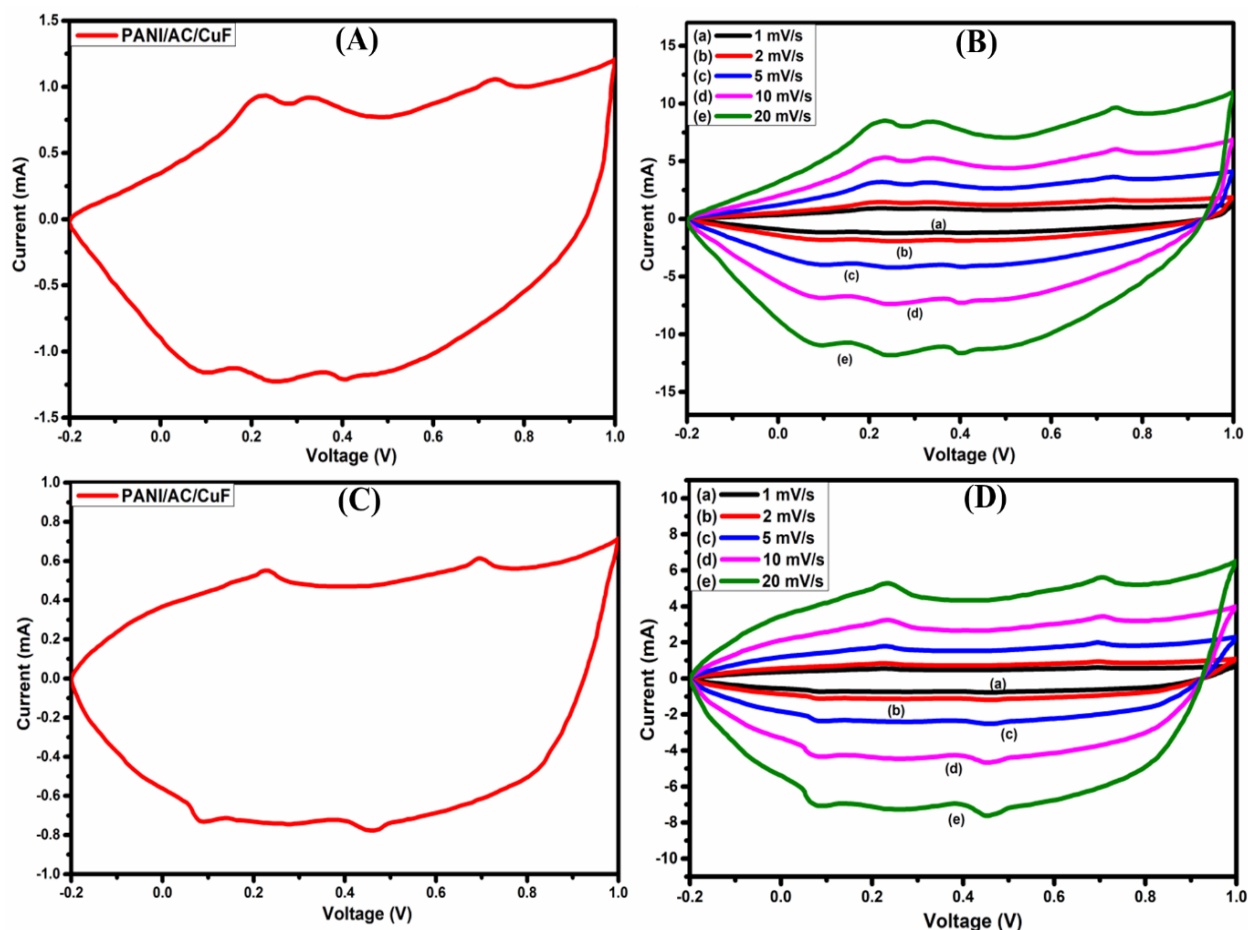 PANI/AC/CuF
(A)
1.5
1.0
0.5
0.0
-0.5
-1.0
-1.5
Current (mA)
-0.2 0.0 0.2 0.4 0.6 0.8 1.0
Voltage (V)
(a) 1 mV/s
(b) 2 mV/s
(c) 5 mV/s
(d) 10 mV/s
(e) 20 mV/s
(B)
15
10
5
0
-5
-10
-15
Current (mA)
(a)
(b)
(c)
(d)
(e)
-0.2 0.0 0.2 0.4 0.6 0.8 1.0
Voltage (V)
PANI/AC/CuF
(C)
1.0
0.8
0.6
0.4
0.2
0.0
-0.2
-0.4
-0.6
-0.8
-1.0
Current (mA)
-0.2 0.0 0.2 0.4 0.6 0.8 1.0
Voltage (V)
(a) 1 mV/s
(b) 2 mV/s
(c) 5 mV/s
(d) 10 mV/s
(e) 20 mV/s
(D)
10
8
6
4
2
0
-2
-4
-6
-8
-10
Current (mA)
(a)
(b)
(c)
(d)
(e)
-0.2 0.0 0.2 0.4 0.6 0.8 1.0
Voltage (V)